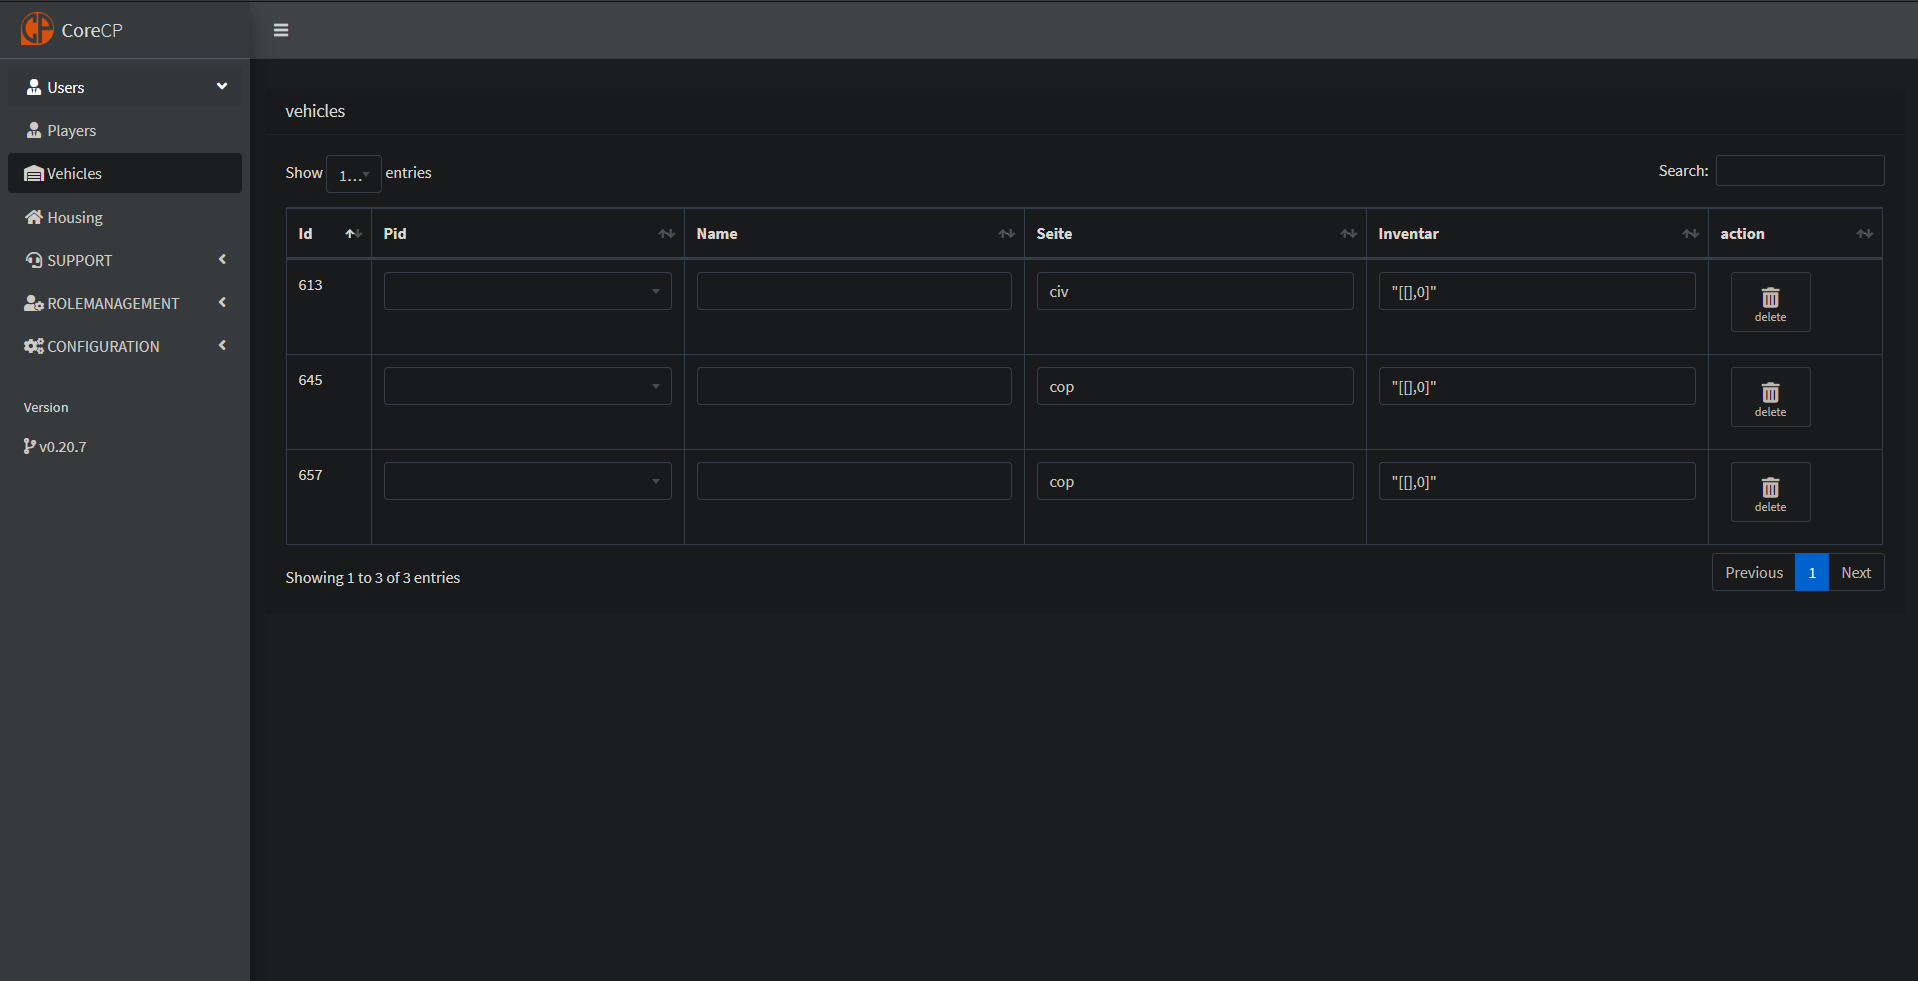 CoreCP
Users
Players
Vehicles
Housing
SUPPORT
ROLEMANAGEMENT
CONFIGURATION
Version
v0.20.7
vehicles
Show 1... entries
Search:
Id Pid Name Seite Inventar action
613 civ "[[],0]" delete
645 cop "[[],0]" delete
657 cop "[[],0]" delete
Showing 1 to 3 of 3 entries
Previous 1 Next